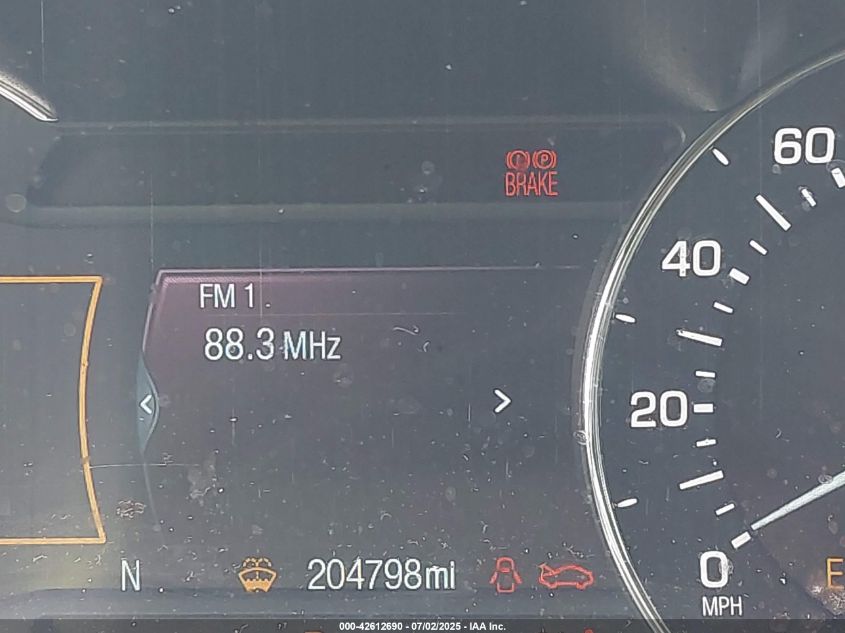 60
BRAKE
40
FM 1
88.3 MHz
20
N
204798mi
0
E
MPH
000-42612690 - 07/02/2025 - IAA Inc.